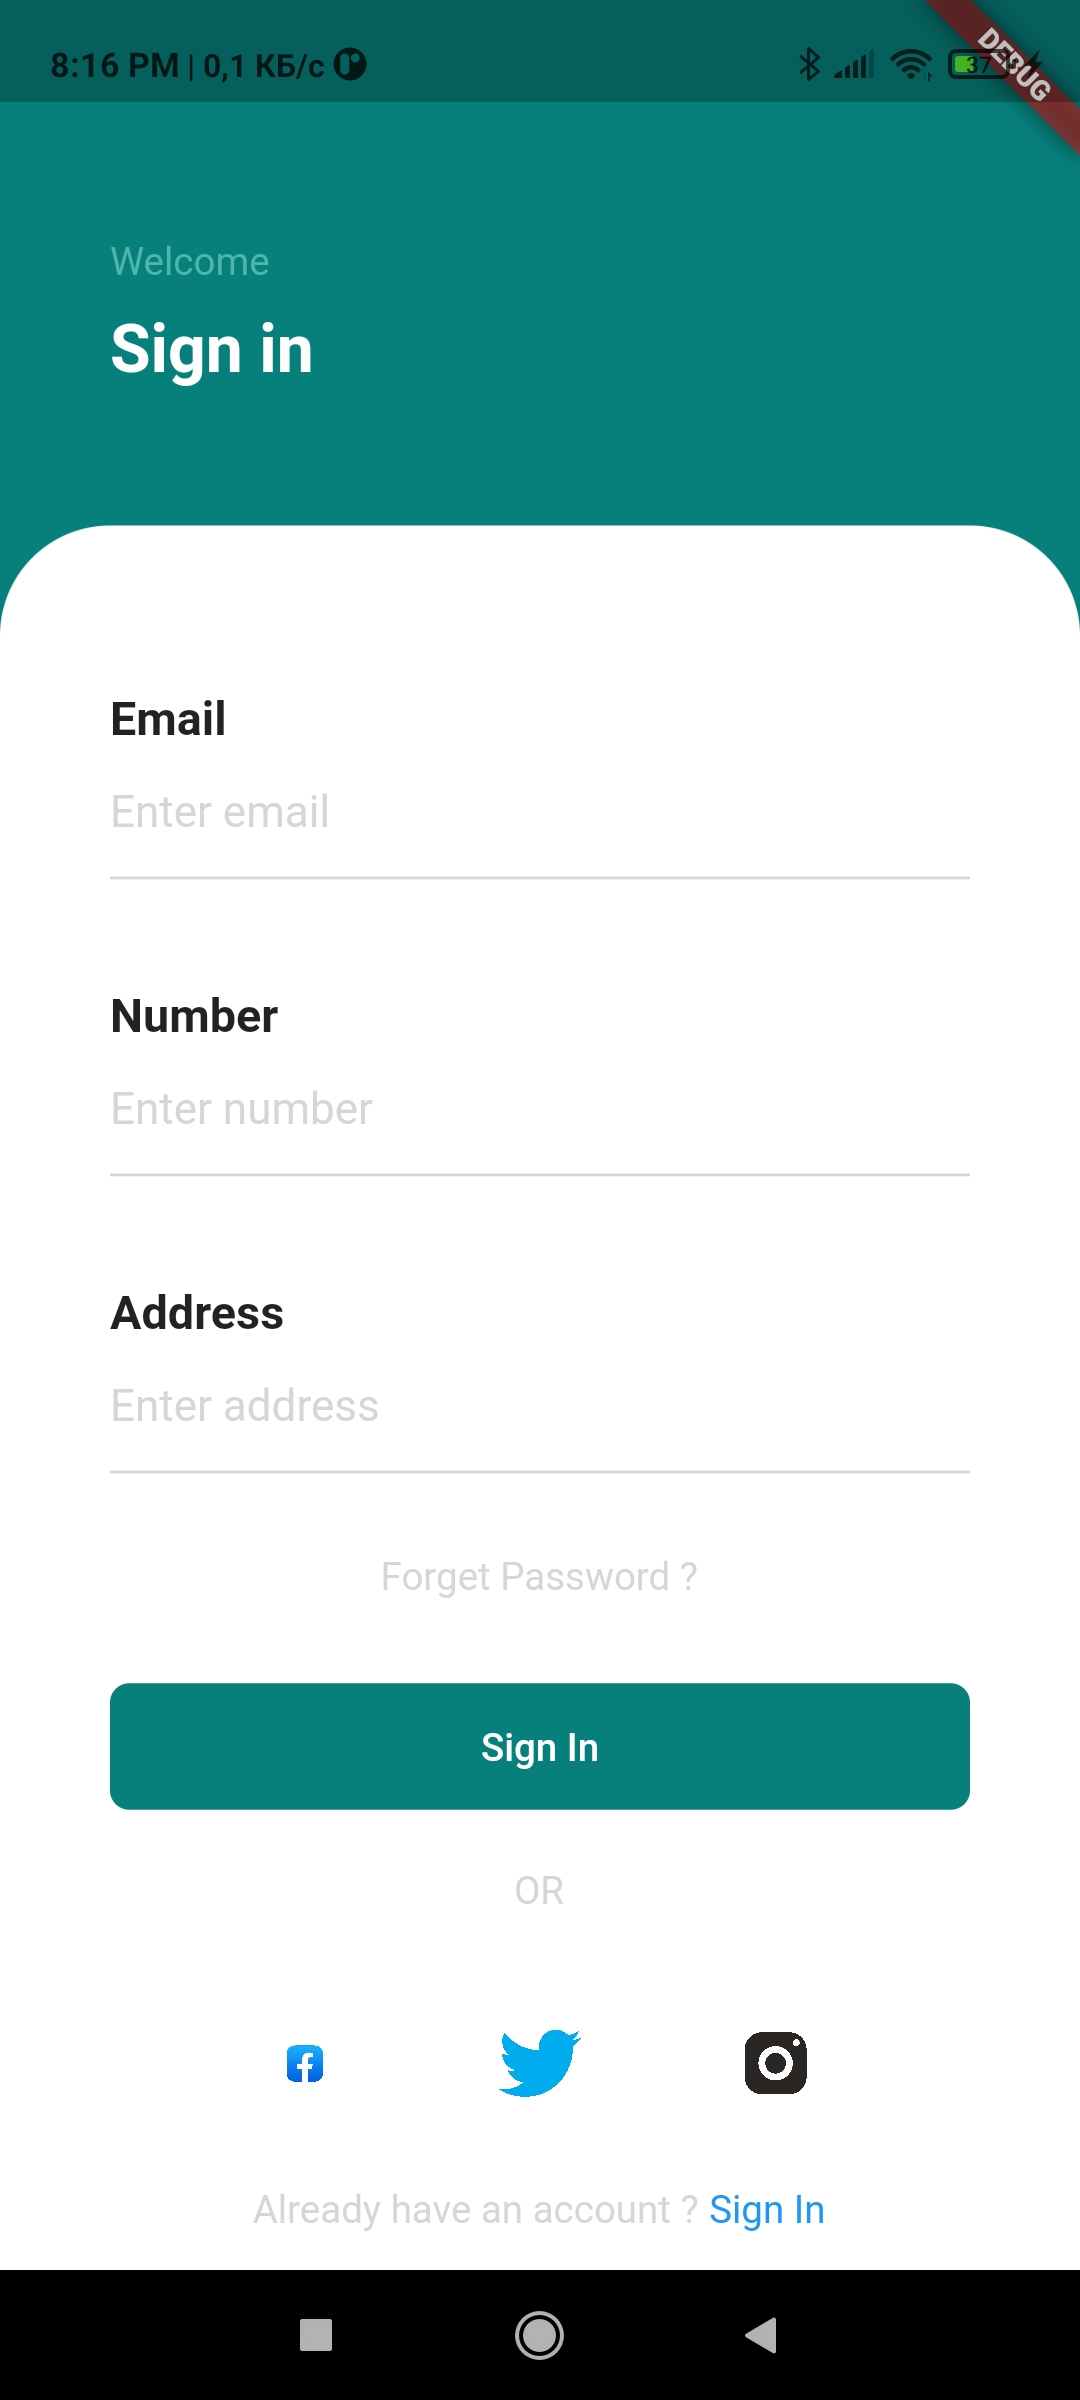 8:16 PM | 0,1 КБ/с
37
DEBUG
Welcome
Sign in
Email
Enter email
Number
Enter number
Address
Enter address
Forget Password ?
Sign In
OR
Already have an account ? Sign In